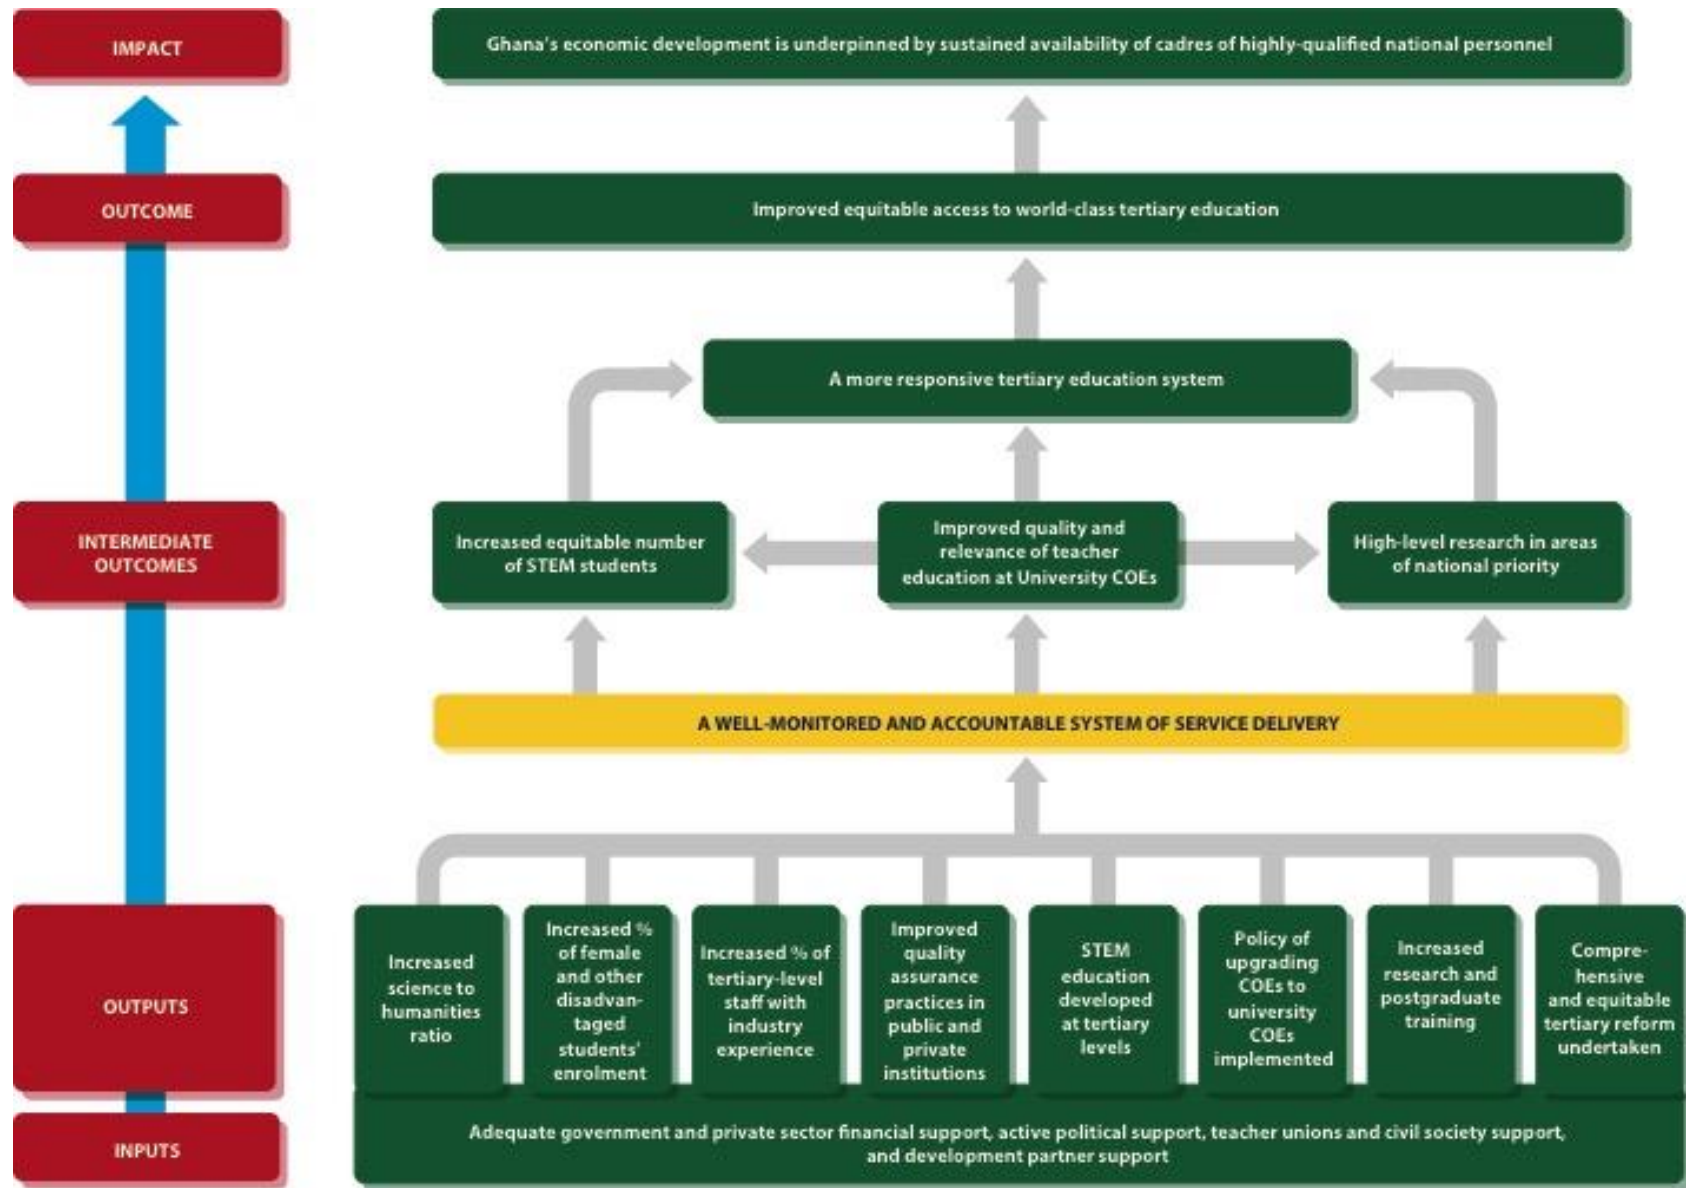 IMPACT
Ghana's economic development is underpinned by sustained availability of cadres of highly-qualified national personnel
OUTCOME
Improved equitable access to world-class tertiary education
A more responsive tertiary education system
INTERMEDIATE
OUTCOMES
Increased equitable number
of STEM students
Improved quality and
relevance of teacher
education at University COEs
High-level research in areas
of national priority
A WELL-MONITORED AND ACCOUNTABLE SYSTEM OF SERVICE DELIVERY
OUTPUTS
Increased
science to
humanities
ratio
Increased %
of female
and other
disadvan-
taged
students'
enrolment
Increased % of
tertiary-level
staff with
industry
experience
Improved
quality
assurance
practices in
public and
private
institutions
STEM
education
developed
at tertiary
levels
Policy of
upgrading
COEs to
university
COEs
implemented
Increased
research and
postgraduate
training
Compre-
hensive
and equitable
tertiary reform
undertaken
INPUTS
Adequate government and private sector financial support, active political support, teacher unions and civil society support,
and development partner support